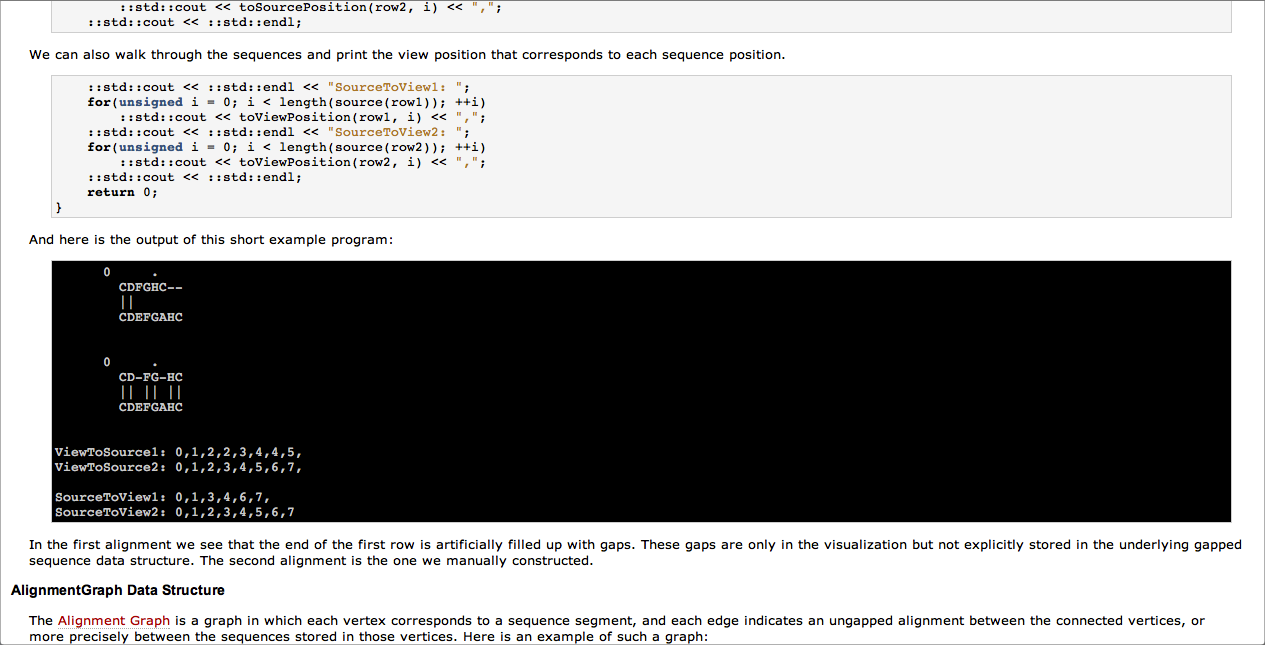 ::std::cout << toSourcePosition(row2, i) << ",";
::std::cout << ::std::endl;
We can also walk through the sequences and print the view position that corresponds to each sequence position.
::std::cout << ::std::endl << "SourceToView1: ";
for(unsigned i = 0; i < length(source(row1)); ++i)
::std::cout << toViewPosition(row1, i) << ",";
::std::cout << ::std::endl << "SourceToView2: ";
for(unsigned i = 0; i < length(source(row2)); ++i)
::std::cout << toViewPosition(row2, i) << ",";
::std::cout << ::std::endl;
return 0;
}
And here is the output of this short example program:
0 .
CDFGHC--
||
CDEFGAHC
0 .
CD-FG-HC
|| || ||
CDEFGAHC
ViewToSource1: 0,1,2,2,3,4,4,5,
ViewToSource2: 0,1,2,3,4,5,6,7,
SourceToView1: 0,1,3,4,6,7,
SourceToView2: 0,1,2,3,4,5,6,7
In the first alignment we see that the end of the first row is artificially filled up with gaps. These gaps are only in the visualization but not explicitly stored in the underlying gapped
sequence data structure. The second alignment is the one we manually constructed.
AlignmentGraph Data Structure
The Alignment Graph is a graph in which each vertex corresponds to a sequence segment, and each edge indicates an ungapped alignment between the connected vertices, or
more precisely between the sequences stored in those vertices. Here is an example of such a graph: